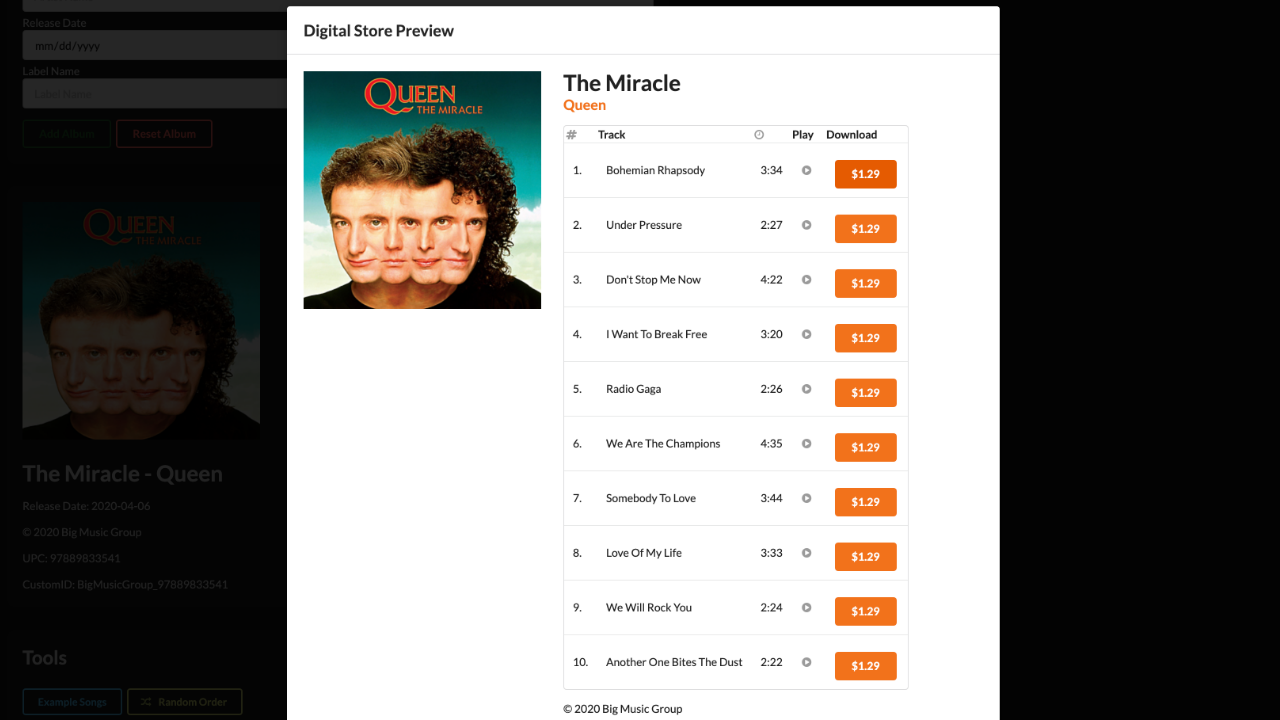 Release Date
mm/dd/yyyy
Label Name
Label Name
Add Album
Reset Album
QUEEN
THE MIRACLE
The Miracle - Queen
Release Date: 2020-04-06
© 2020 Big Music Group
UPC: 97889833541
CustomID: BigMusicGroup_97889833541
Tools
Example Songs
Random Order
Digital Store Preview
QUEEN
THE MIRACLE
The Miracle
Queen
# Track Play Download
1. Bohemian Rhapsody 3:34 $1.29
2. Under Pressure 2:27 $1.29
3. Don't Stop Me Now 4:22 $1.29
4. I Want To Break Free 3:20 $1.29
5. Radio Gaga 2:26 $1.29
6. We Are The Champions 4:35 $1.29
7. Somebody To Love 3:44 $1.29
8. Love Of My Life 3:33 $1.29
9. We Will Rock You 2:24 $1.29
10. Another One Bites The Dust 2:22 $1.29
© 2020 Big Music Group